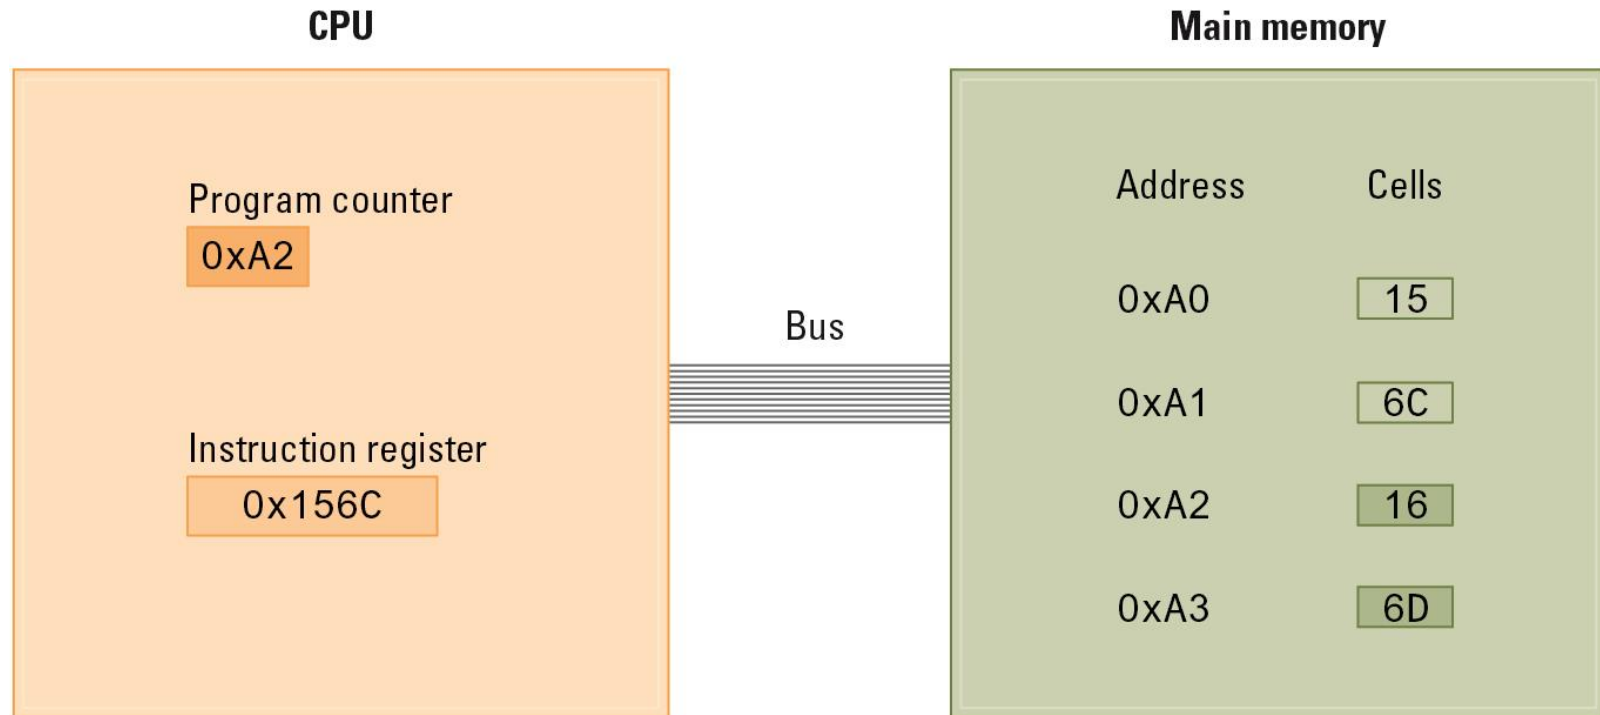 CPU
Main memory
Program counter
0xA2
Instruction register
0x156C
Bus
Address Cells
0xA0 15
0xA1 6C
0xA2 16
0xA3 6D